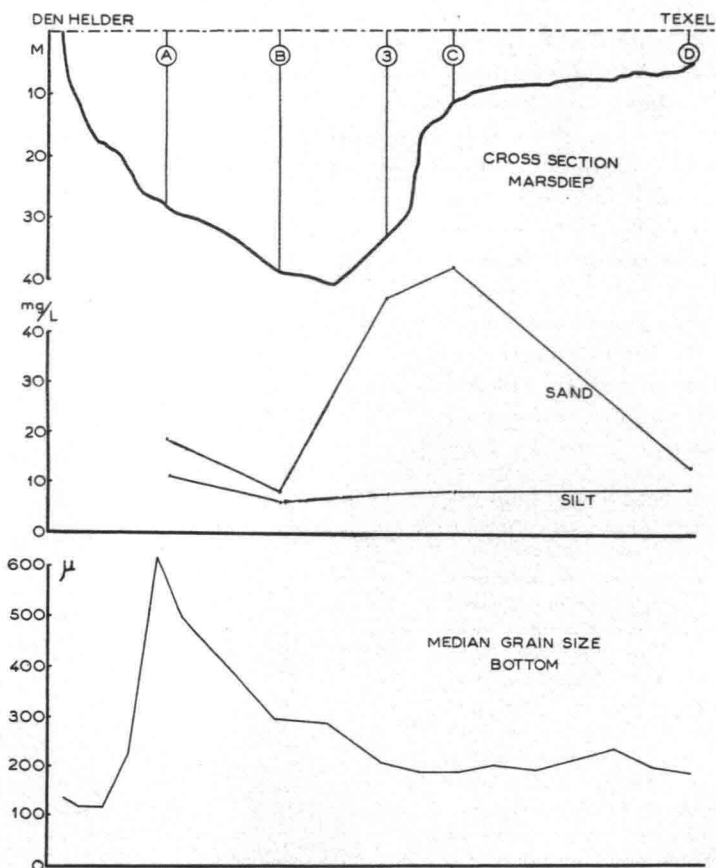 DEN HELDER TEXEL
M
A B 3 C D
10
20
30
40
CROSS SECTION
MARSDIEP
mg/L
40
30
20
10
0
SAND
SILT
600
μ
500
400
300
200
100
0
MEDIAN GRAIN SIZE
BOTTOM